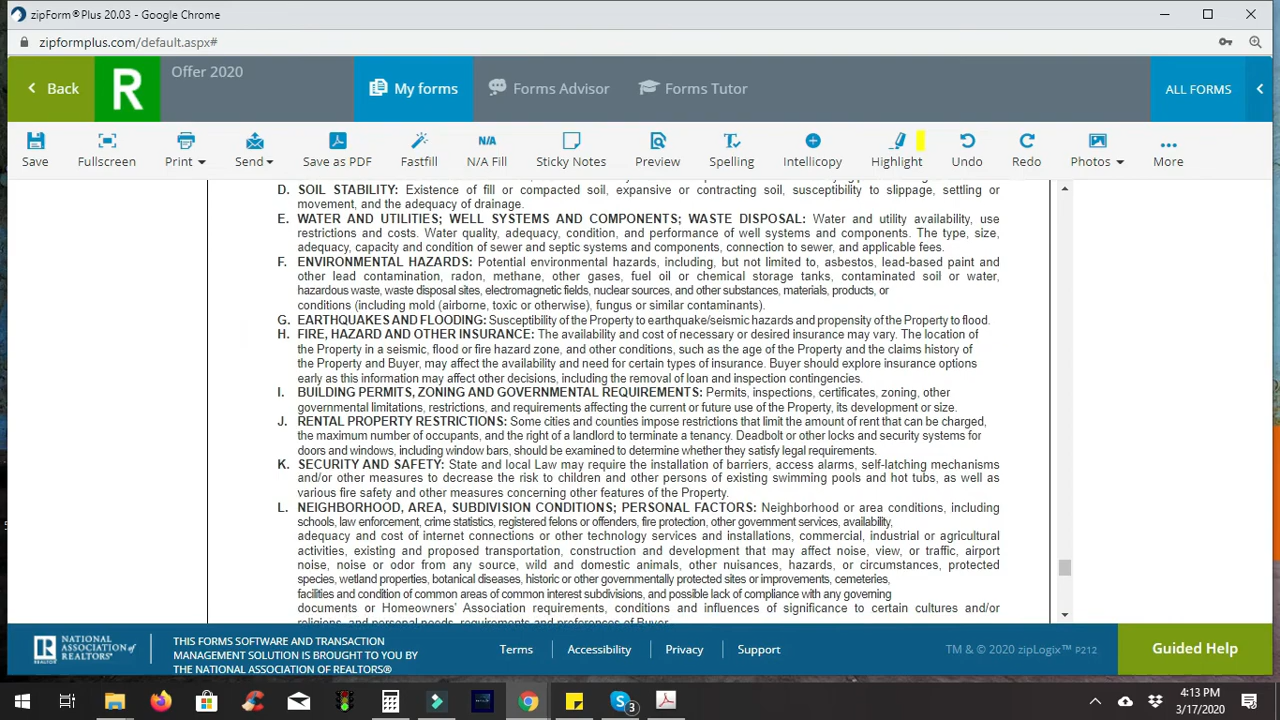 zipForm®Plus 20.03 - Google Chrome
zipformplus.com/default.aspx#
Back
R
Offer 2020
My forms
Forms Advisor
Forms Tutor
ALL FORMS
Save
Fullscreen
Print
Send
Save as PDF
Fastfill
N/A
N/A Fill
Sticky Notes
Preview
Spelling
Intellicopy
Highlight
Undo
Redo
Photos
More
D. SOIL STABILITY: Existence of fill or compacted soil, expansive or contracting soil, susceptibility to slippage, settling or
movement, and the adequacy of drainage.
E. WATER AND UTILITIES; WELL SYSTEMS AND COMPONENTS; WASTE DISPOSAL: Water and utility availability, use
restrictions and costs. Water quality, adequacy, condition, and performance of well systems and components. The type, size,
adequacy, capacity and condition of sewer and septic systems and components, connection to sewer, and applicable fees.
F. ENVIRONMENTAL HAZARDS: Potential environmental hazards, including, but not limited to, asbestos, lead-based paint and
other lead contamination, radon, methane, other gases, fuel oil or chemical storage tanks, contaminated soil or water,
hazardous waste, waste disposal sites, electromagnetic fields, nuclear sources, and other substances, materials, products, or
conditions (including mold (airborne, toxic or otherwise), fungus or similar contaminants).
G. EARTHQUAKES AND FLOODING: Susceptibility of the Property to earthquake/seismic hazards and propensity of the Property to flood.
H. FIRE, HAZARD AND OTHER INSURANCE: The availability and cost of necessary or desired insurance may vary. The location of
the Property in a seismic, flood or fire hazard zone, and other conditions, such as the age of the Property and the claims history of
the Property and Buyer, may affect the availability and need for certain types of insurance. Buyer should explore insurance options
early as this information may affect other decisions, including the removal of loan and inspection contingencies.
I. BUILDING PERMITS, ZONING AND GOVERNMENTAL REQUIREMENTS: Permits, inspections, certificates, zoning, other
governmental limitations, restrictions, and requirements affecting the current or future use of the Property, its development or size.
J. RENTAL PROPERTY RESTRICTIONS: Some cities and counties impose restrictions that limit the amount of rent that can be charged,
the maximum number of occupants, and the right of a landlord to terminate a tenancy. Deadbolt or other locks and security systems for
doors and windows, including window bars, should be examined to determine whether they satisfy legal requirements.
K. SECURITY AND SAFETY: State and local Law may require the installation of barriers, access alarms, self-latching mechanisms
and/or other measures to decrease the risk to children and other persons of existing swimming pools and hot tubs, as well as
various fire safety and other measures concerning other features of the Property.
L. NEIGHBORHOOD, AREA, SUBDIVISION CONDITIONS; PERSONAL FACTORS: Neighborhood or area conditions, including
schools, law enforcement, crime statistics, registered felons or offenders, fire protection, other government services, availability,
adequacy and cost of internet connections or other technology services and installations, commercial, industrial or agricultural
activities, existing and proposed transportation, construction and development that may affect noise, view, or traffic, airport
noise, noise or odor from any source, wild and domestic animals, other nuisances, hazards, or circumstances, protected
species, wetland properties, botanical diseases, historic or other governmentally protected sites or improvements, cemeteries,
facilities and condition of common areas of common interest subdivisions, and possible lack of compliance with any governing
documents or Homeowners' Association requirements, conditions and influences of significance to certain cultures and/or
religions, and personal needs, requirements and preferences of Buyer.
NATIONAL
ASSOCIATION of
REALTORS®
THIS FORMS SOFTWARE AND TRANSACTION
MANAGEMENT SOLUTION IS BROUGHT TO YOU BY
THE NATIONAL ASSOCIATION OF REALTORS®
Terms
Accessibility
Privacy
Support
TM & © 2020 zipLogix™ P212
Guided Help
3
4:13 PM
3/17/2020